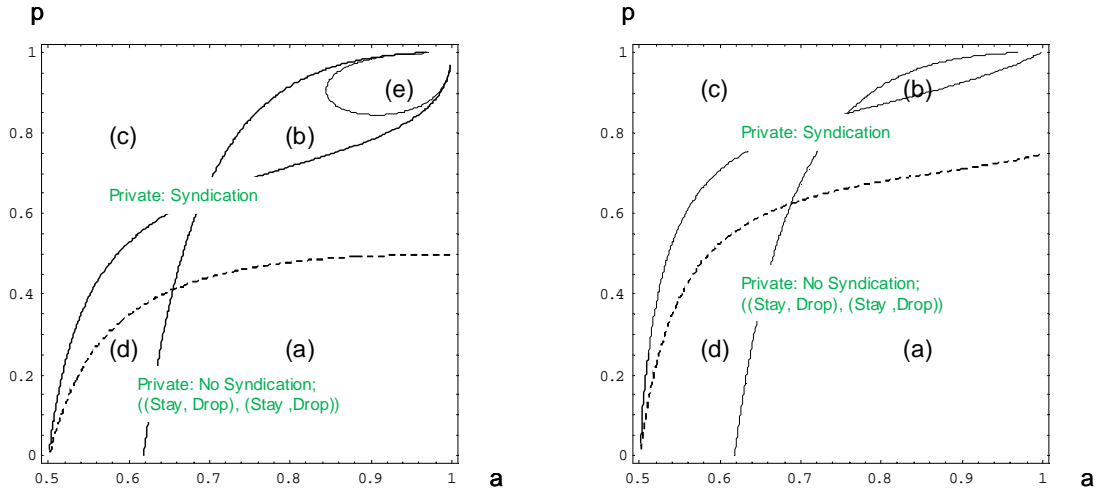 p
1
0.8
0.6
0.4
0.2
0
0.5
0.6
0.7
0.8
0.9
1
a
(e)
(c)
(b)
Private: Syndication
(d)
(a)
Private: No Syndication;
((Stay, Drop), (Stay ,Drop))
p
1
0.8
0.6
0.4
0.2
0
0.5
0.6
0.7
0.8
0.9
1
a
(c)
(b)
Private: Syndication
Private: No Syndication;
((Stay, Drop), (Stay ,Drop))
(d)
(a)